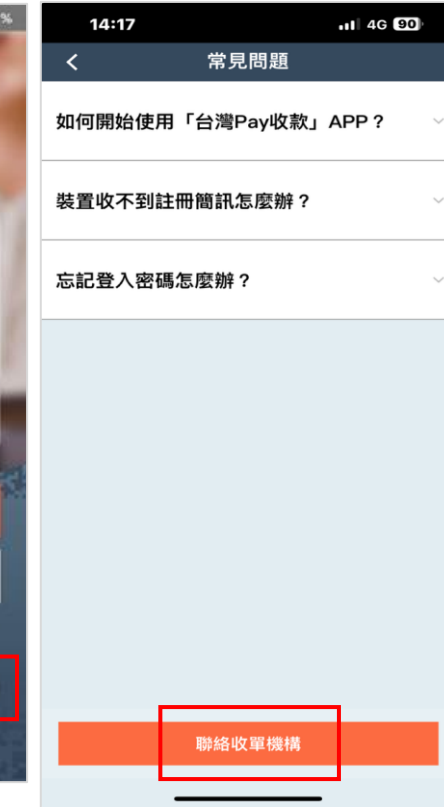 %
14:17
4G 90
常見問題
如何開始使用「台灣Pay收款」APP？
裝置收不到註冊簡訊怎麼辦？
忘記登入密碼怎麼辦？
聯絡收單機構